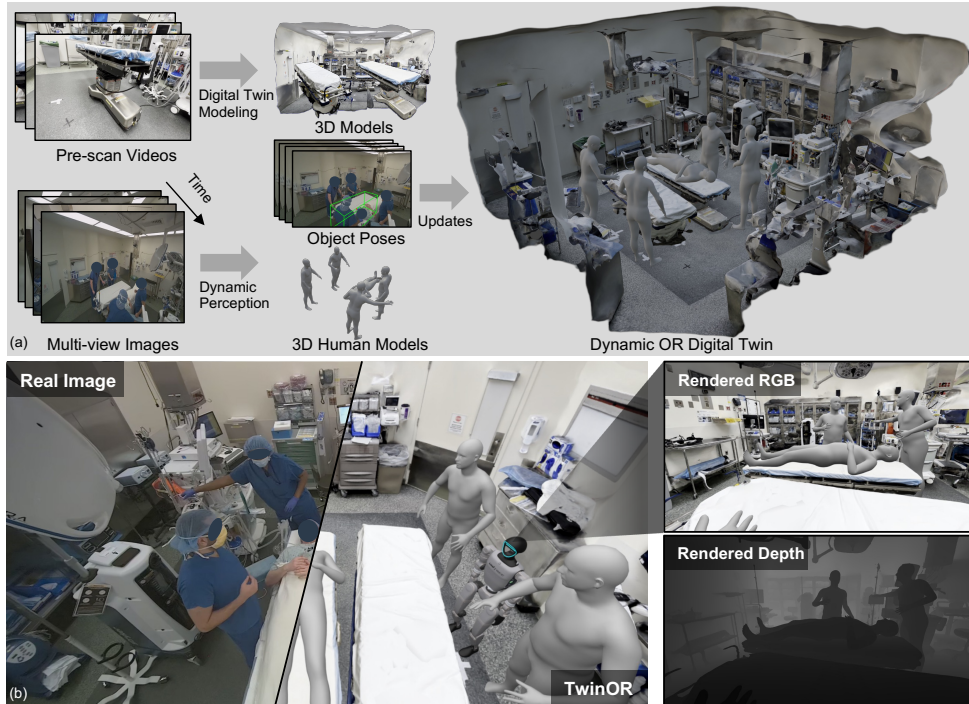 Pre-scan Videos
Digital Twin
Modeling
3D Models
Time
Multi-view Images
Dynamic
Perception
Object Poses
3D Human Models
Updates
Dynamic OR Digital Twin
(a)
Real Image
(b)
TwinOR
Rendered RGB
Rendered Depth